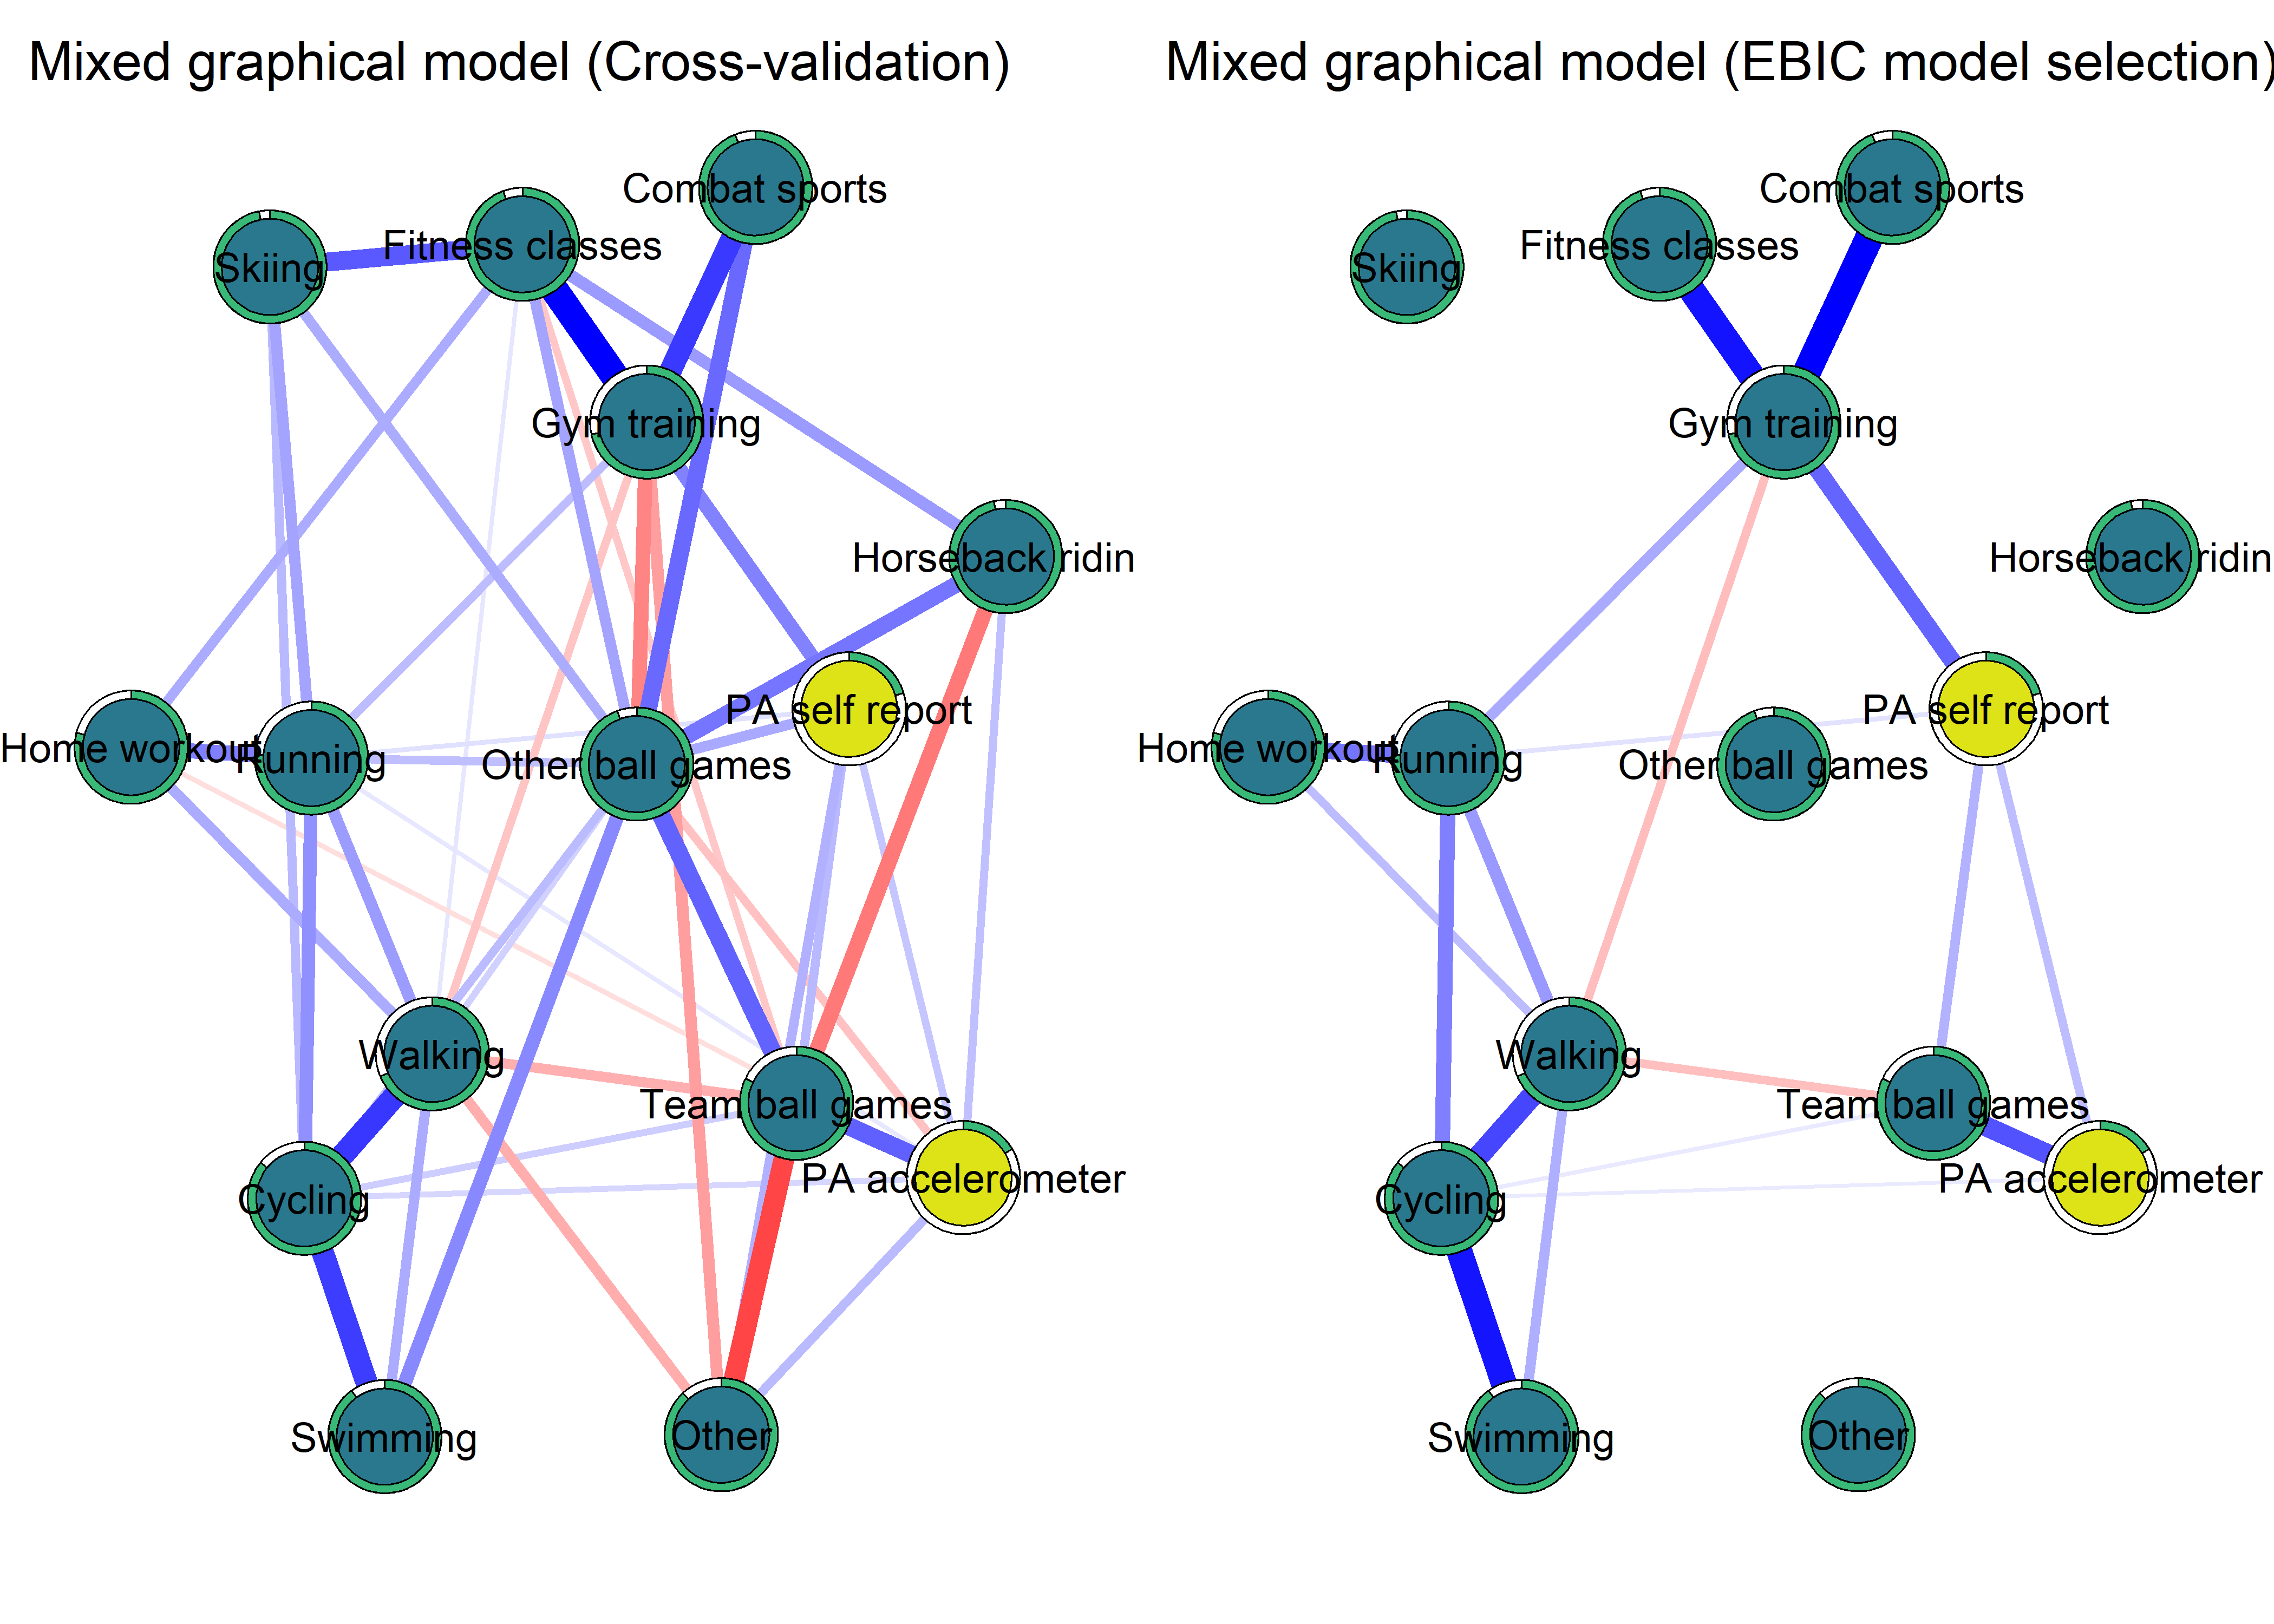 Mixed graphical model (Cross-validation)
Combat sports
Fitness classes
Skiing
Gym training
Horseback ridin
PA self report
Home workout
Running
Other ball games
Walking
Team ball games
PA accelerometer
Cycling
Swimming
Other
Mixed graphical model (EBIC model selection)
Combat sports
Fitness classes
Skiing
Gym training
Horseback ridin
PA self report
Home workout
Running
Other ball games
Walking
Team ball games
PA accelerometer
Cycling
Swimming
Other